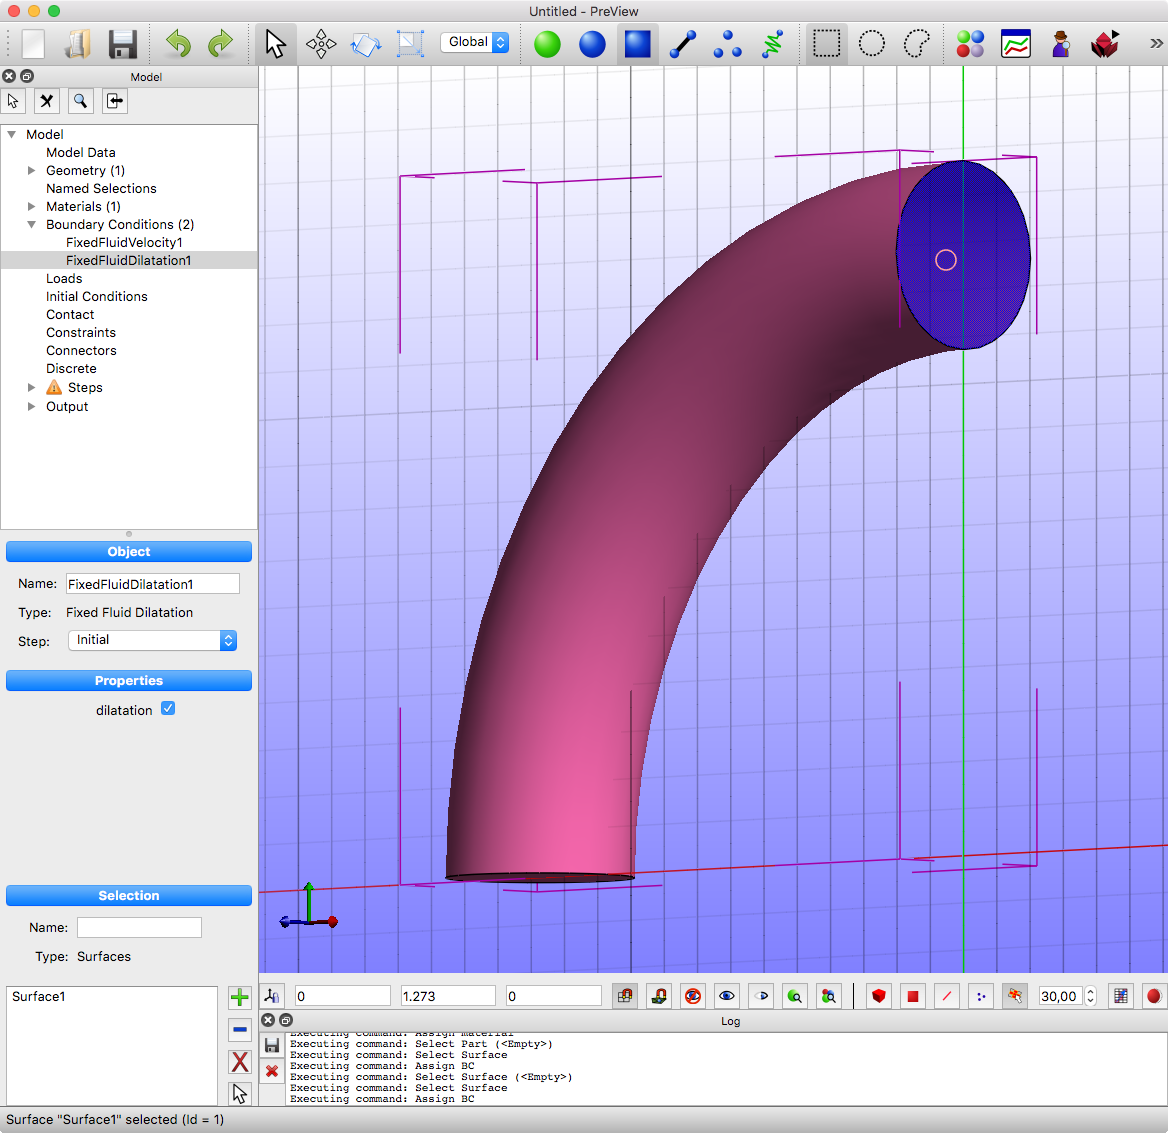 Untitled - PreView
Global
»
Model
Model
Model Data
Geometry (1)
Named Selections
Materials (1)
Boundary Conditions (2)
FixedFluidVelocity1
FixedFluidDilatation1
Loads
Initial Conditions
Contact
Constraints
Connectors
Discrete
Steps
Output
Object
Name: FixedFluidDilatation1
Type: Fixed Fluid Dilatation
Step: Initial
Properties
dilatation
Selection
Name:
Type: Surfaces
Surface1
0 1.273 0 30,00
Log
Executing command: Assign material
Executing command: Select Part (<Empty>)
Executing command: Select Surface
Executing command: Assign BC
Executing command: Select Surface (<Empty>)
Executing command: Select Surface
Executing command: Assign BC
Surface "Surface1" selected (Id = 1)